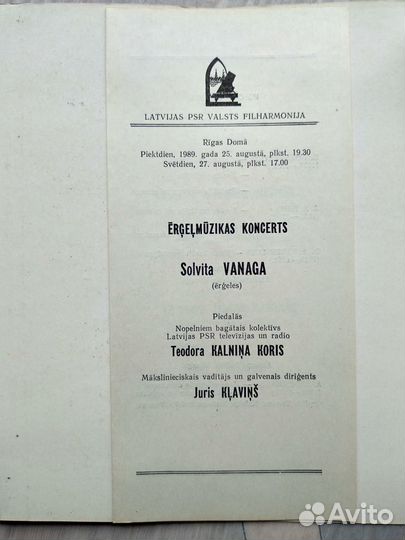 LATVIJAS PSR VALSTS FILHARMONIJA
Rīgas Domā
Piektdien, 1989. gada 25. augustā, plkst. 19.30
Svētdien, 27. augustā, plkst. 17.00
ĒRĢEĻMŪZIKAS KONCERTS
Solvita VANAGA
(ērģeles)
Piedalās
Nopelniem bagātais kolektīvs
Latvijas PSR televīzijas un radio
Teodora KALNIŅA KORIS
Mākslinieciskais vadītājs un galvenais diriģents
Juris KĻAVIŅŠ
Avito